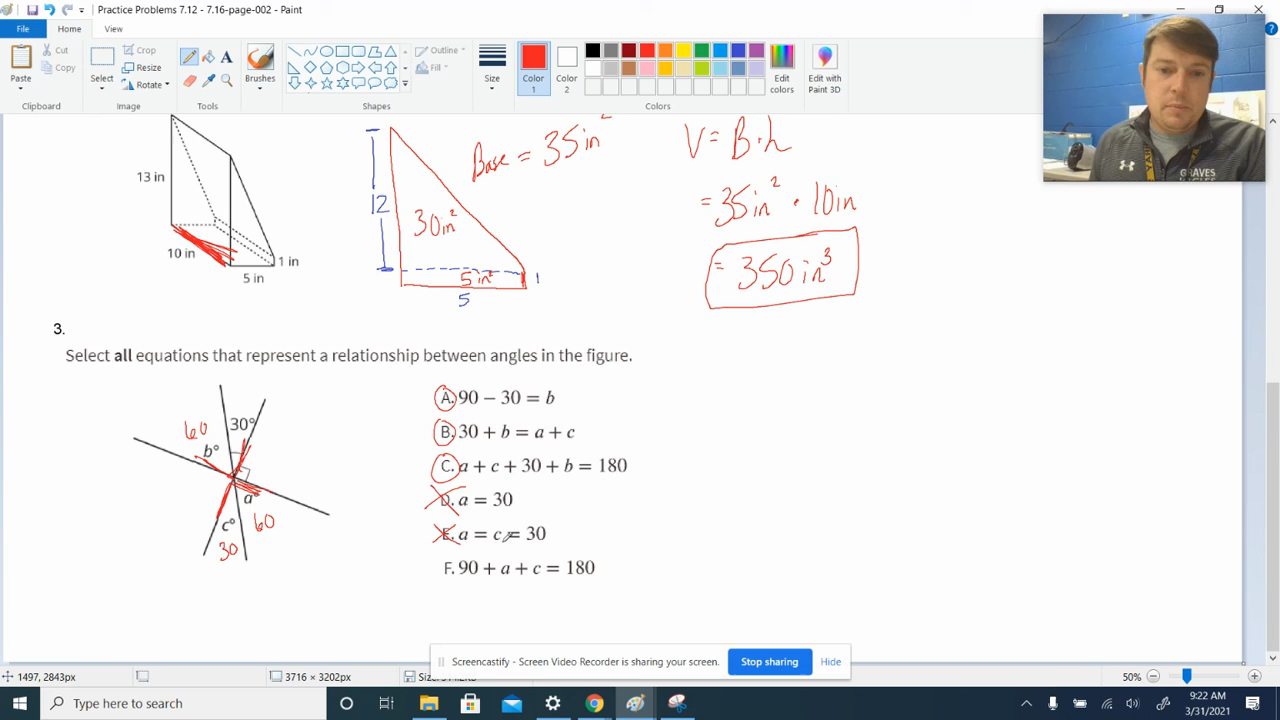 Practice Problems 7.12 - 7.16-page-002 - Paint
File
Home
View
Paste
Cut
Copy
Clipboard
Select
Crop
Resize
Rotate
Image
Tools
Brushes
Shapes
Outline
Fill
Size
Color 1
Color 2
Edit colors
Edit with Paint 3D
Colors
GRAVES
EAGLES
13 in
10 in
5 in
1 in
12
30in²
5 in²
5
1
Base = 35in²
V = B·h
= 35in² · 10in
= 350in³
3.
Select all equations that represent a relationship between angles in the figure.
60
30°
b°
a
c°
60
30
A. 90 − 30 = b
B. 30 + b = a + c
C. a + c + 30 + b = 180
D. a = 30
E. a = c = 30
F. 90 + a + c = 180
Screencastify - Screen Video Recorder is sharing your screen.
Stop sharing
Hide
1497, 2843px
3716 × 3202px
50%
Type here to search
9:22 AM
3/31/2021